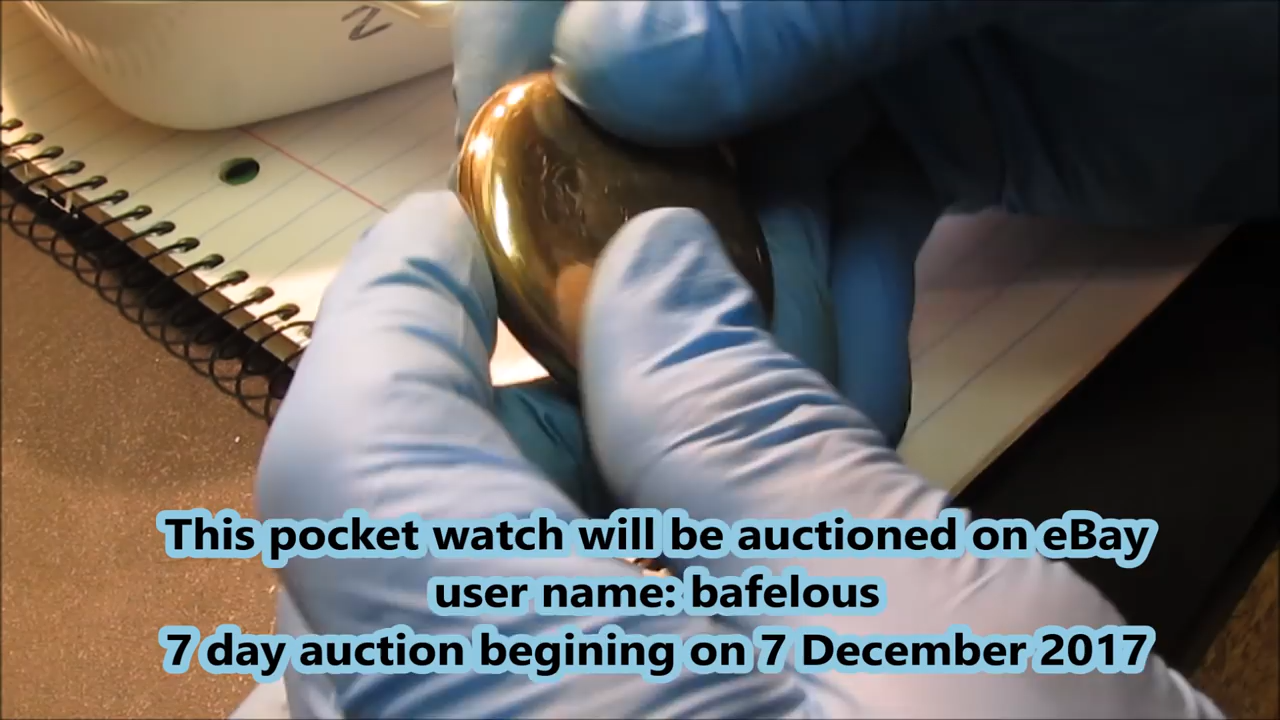 N
This pocket watch will be auctioned on eBay
user name: bafelous
7 day auction begining on 7 December 2017